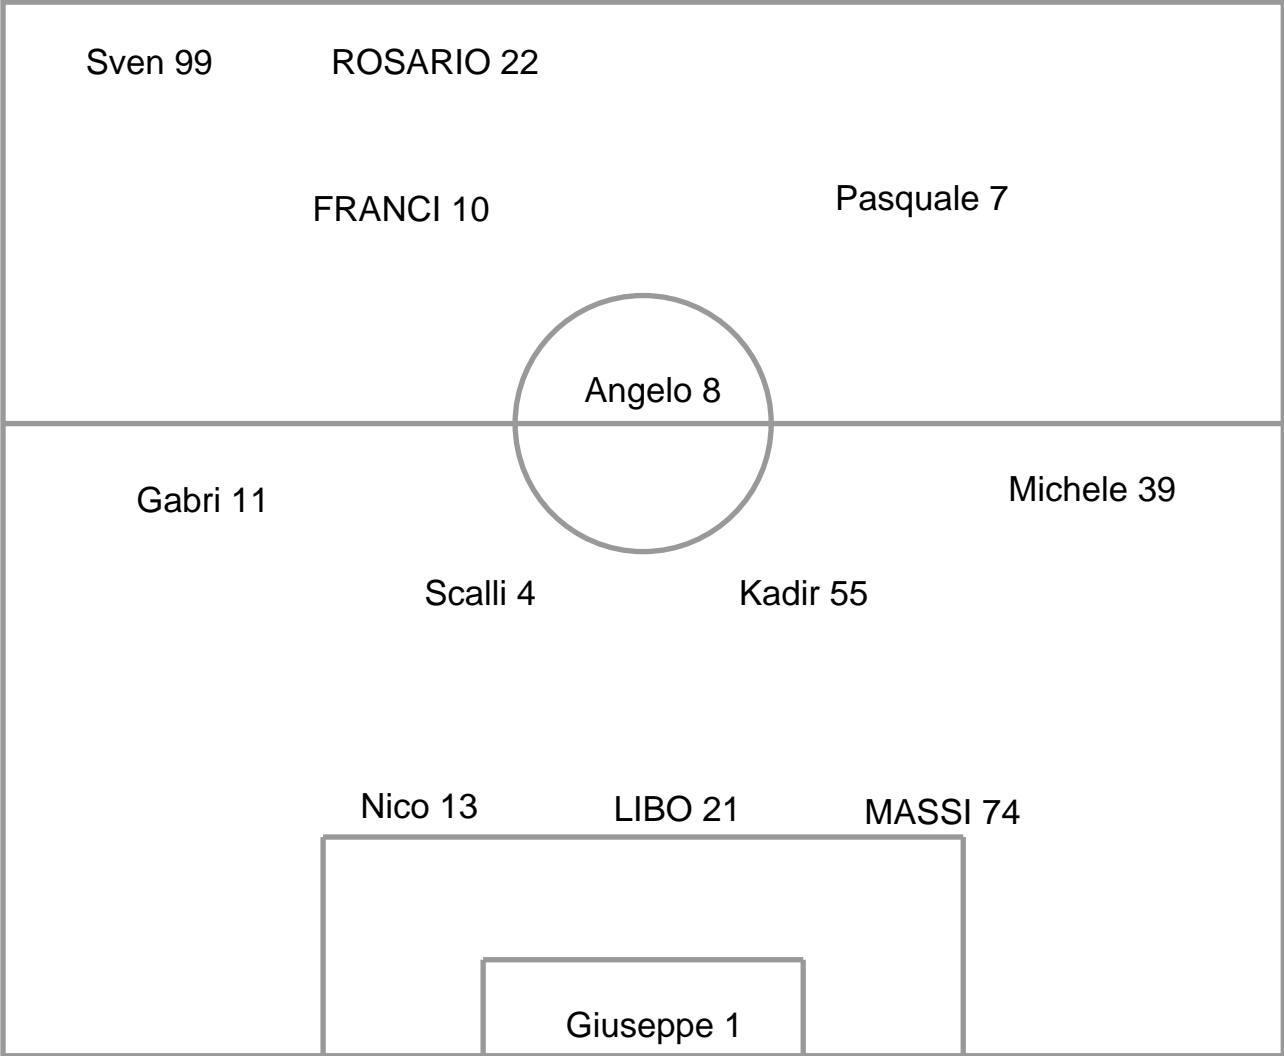 Sven 99
ROSARIO 22
FRANCI 10
Pasquale 7
Angelo 8
Gabri 11
Michele 39
Scalli 4
Kadir 55
Nico 13
LIBO 21
MASSI 74
Giuseppe 1